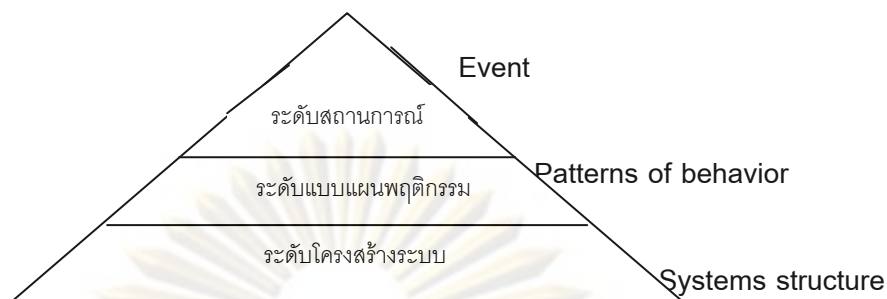 Event
ระดับสถานการณ์
Patterns of behavior
ระดับแบบแผนพฤติกรรม
ระดับโครงสร้างระบบ
Systems structure